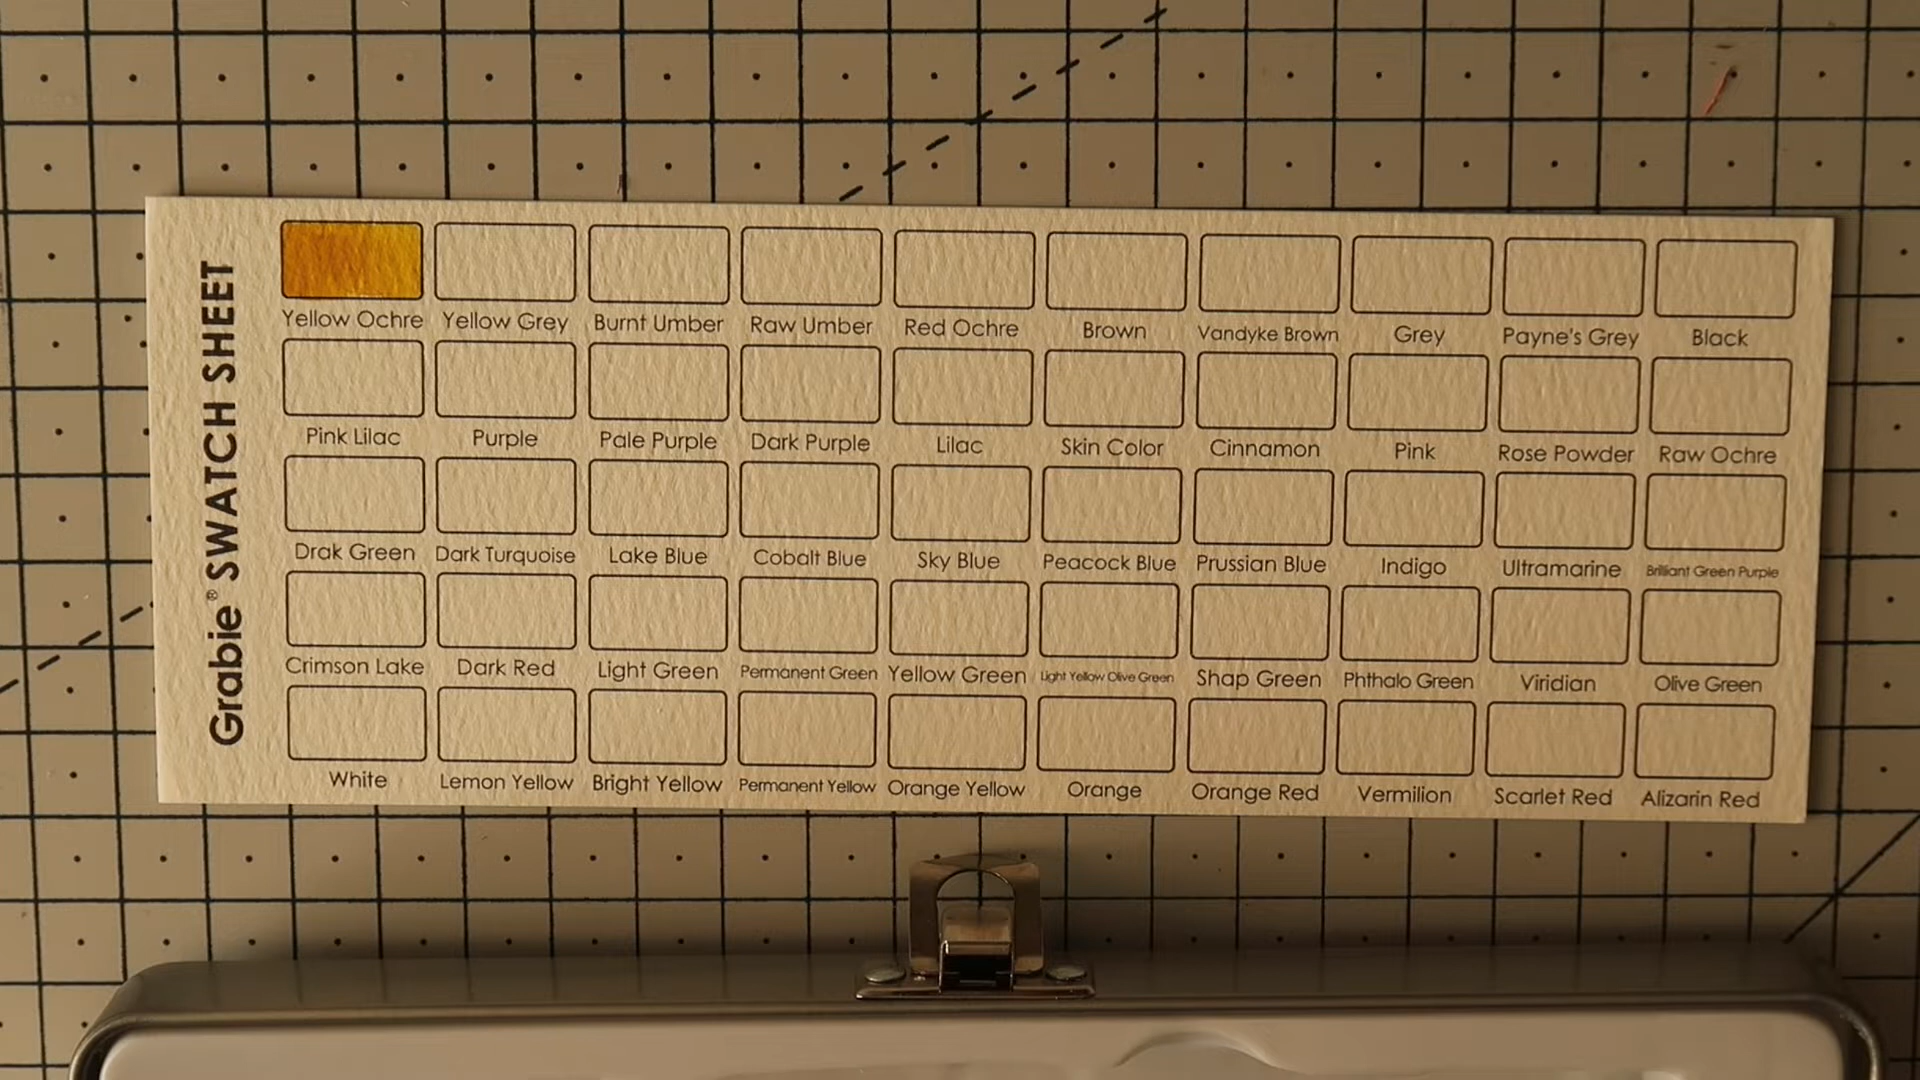 Grabie® SWATCH SHEET
Yellow Ochre Yellow Grey Burnt Umber Raw Umber Red Ochre Brown Vandyke Brown Grey Payne's Grey Black
Pink Lilac Purple Pale Purple Dark Purple Lilac Skin Color Cinnamon Pink Rose Powder Raw Ochre
Drak Green Dark Turquoise Lake Blue Cobalt Blue Sky Blue Peacock Blue Prussian Blue Indigo Ultramarine Brilliant Green Purple
Crimson Lake Dark Red Light Green Permanent Green Yellow Green Light Yellow Olive Green Shap Green Phthalo Green Viridian Olive Green
White Lemon Yellow Bright Yellow Permanent Yellow Orange Yellow Orange Orange Red Vermilion Scarlet Red Alizarin Red